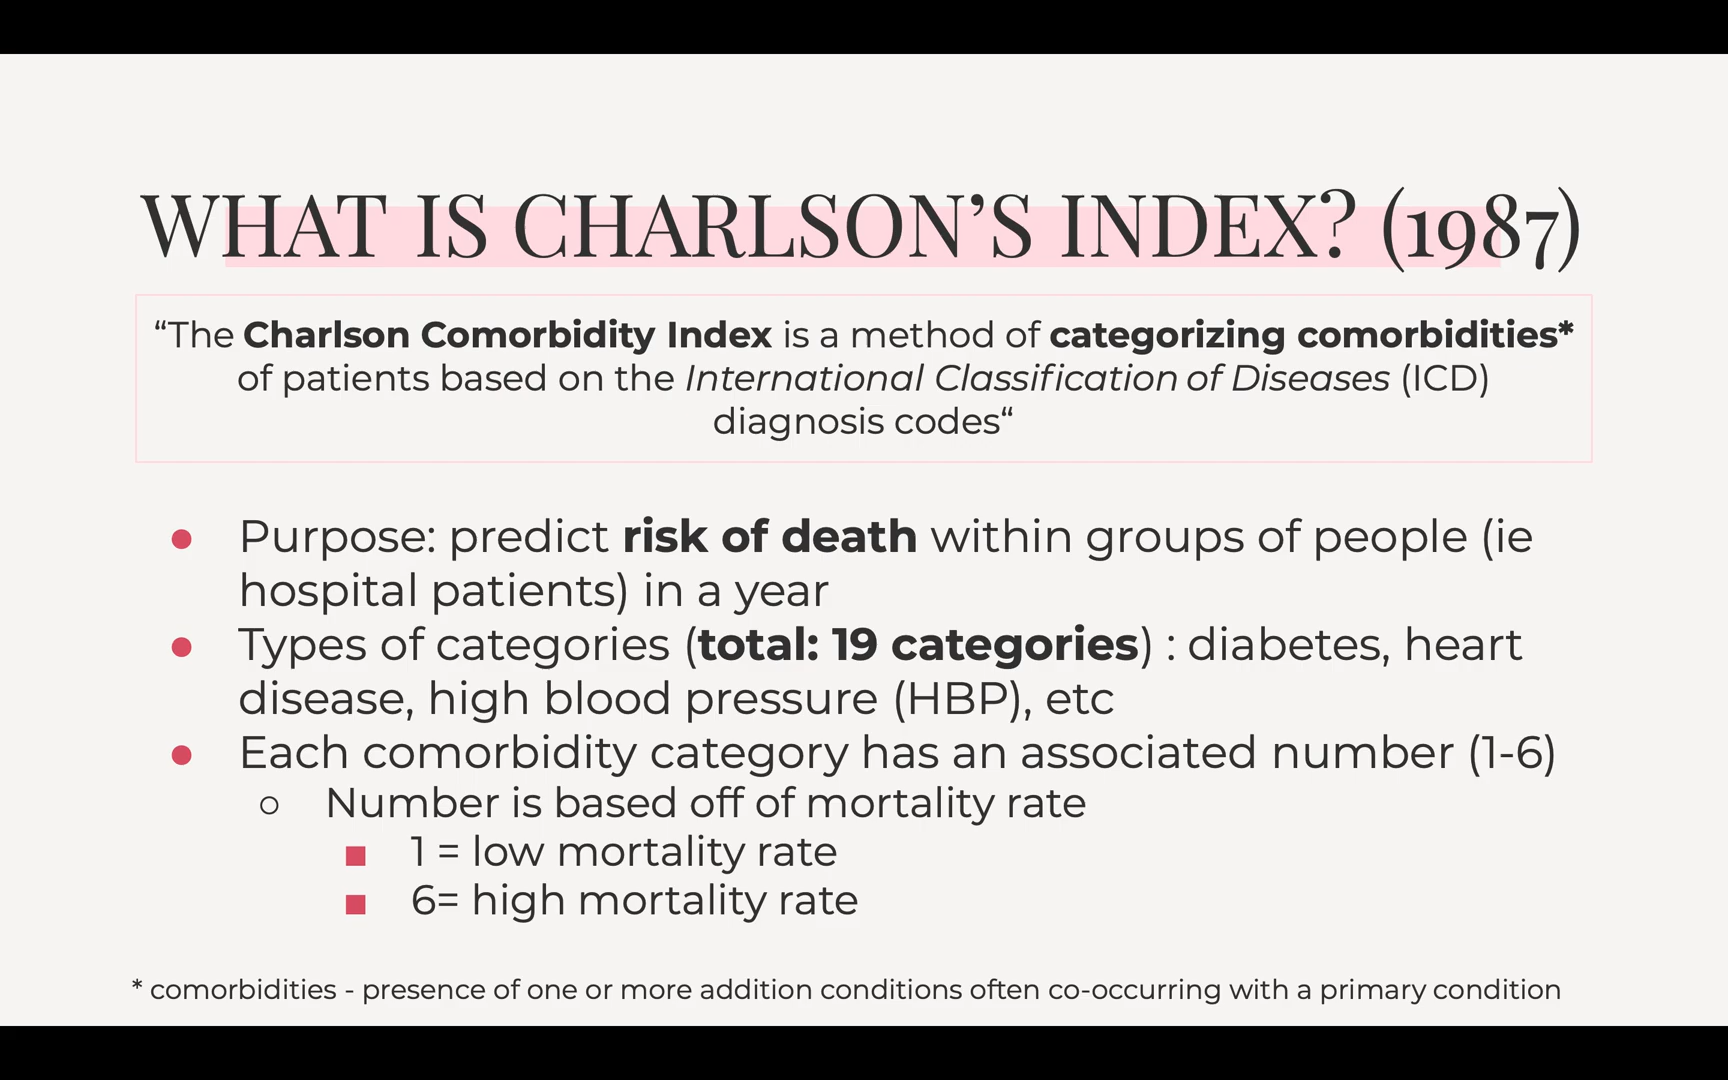 WHAT IS CHARLSON’S INDEX? (1987)
“The Charlson Comorbidity Index is a method of categorizing comorbidities*
of patients based on the International Classification of Diseases (ICD)
diagnosis codes“
● Purpose: predict risk of death within groups of people (ie
hospital patients) in a year
● Types of categories (total: 19 categories) : diabetes, heart
disease, high blood pressure (HBP), etc
● Each comorbidity category has an associated number (1-6)
○ Number is based off of mortality rate
■ 1 = low mortality rate
■ 6= high mortality rate
* comorbidities - presence of one or more addition conditions often co-occurring with a primary condition